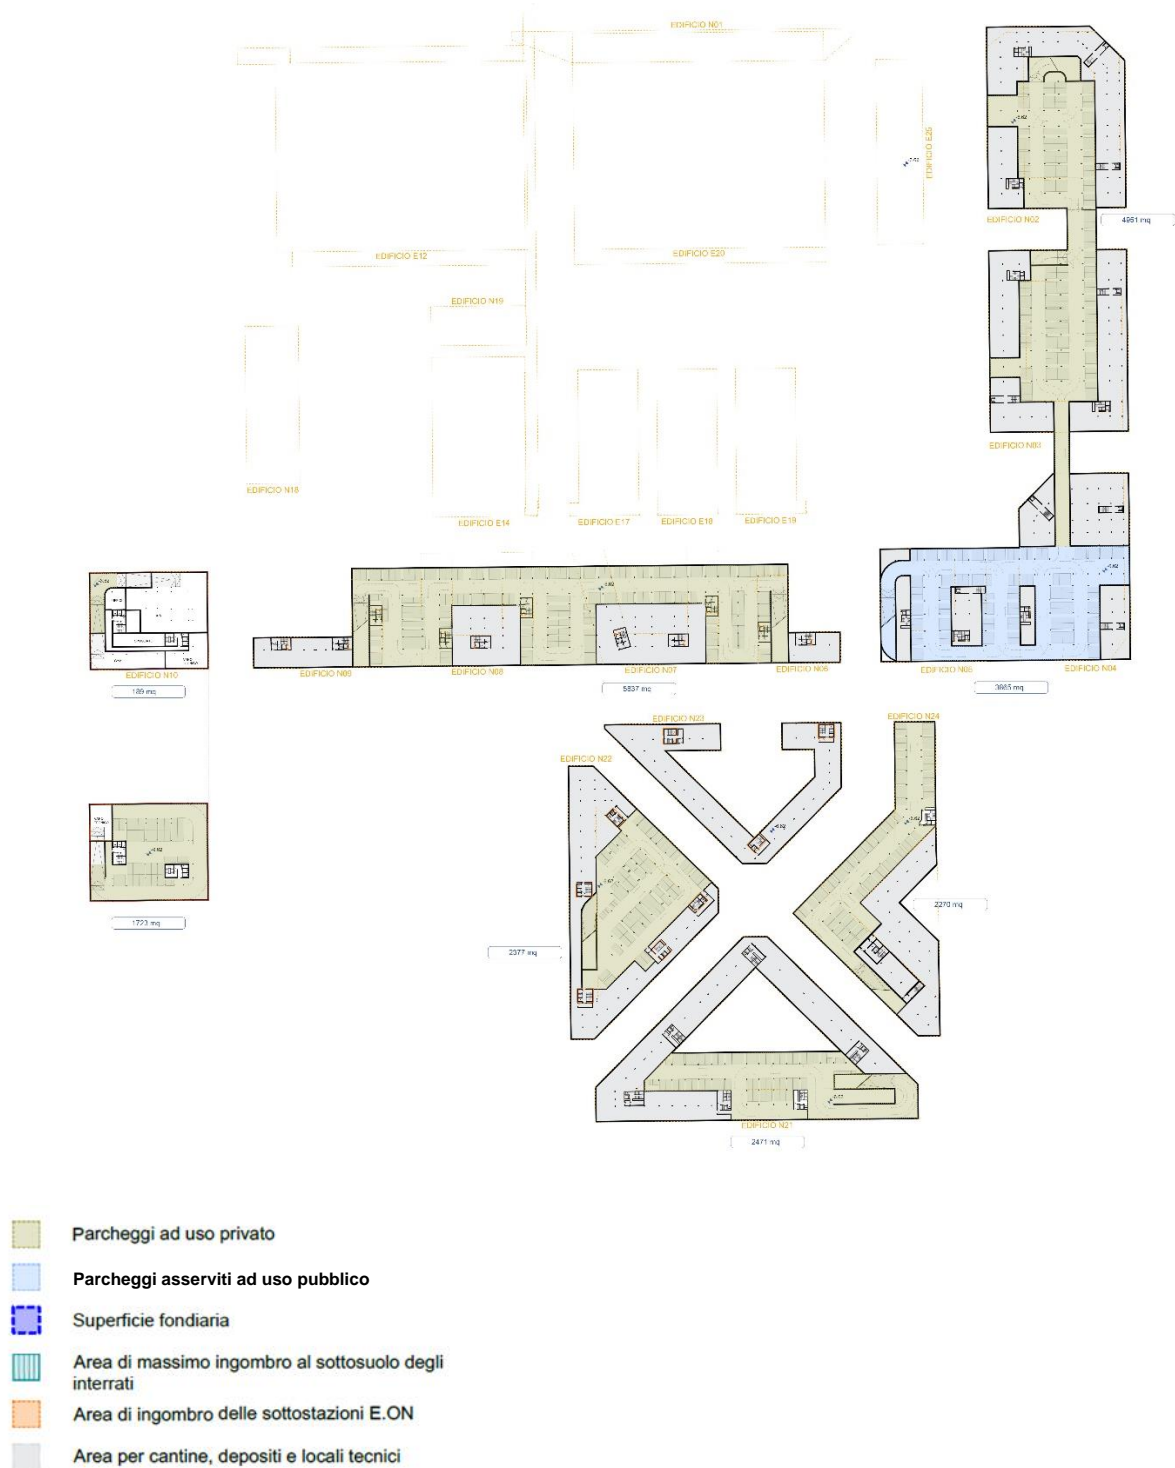 EDIFICIO N01
EDIFICIO E25
EDIFICIO N02
4951 mq
EDIFICIO E12
EDIFICIO E20
EDIFICIO N19
EDIFICIO N03
EDIFICIO N18
EDIFICIO E14
EDIFICIO E17
EDIFICIO E18
EDIFICIO E19
EDIFICIO N10
189 mq
EDIFICIO N09
EDIFICIO N08
EDIFICIO N07
EDIFICIO N06
5837 mq
EDIFICIO N05
EDIFICIO N04
3985 mq
EDIFICIO N23
EDIFICIO N24
EDIFICIO N22
1723 mq
2377 mq
2270 mq
EDIFICIO N21
2471 mq
Parcheggi ad uso privato
Parcheggi asserviti ad uso pubblico
Superficie fondiaria
Area di massimo ingombro al sottosuolo degli
interrati
Area di ingombro delle sottostazioni E.ON
Area per cantine, depositi e locali tecnici